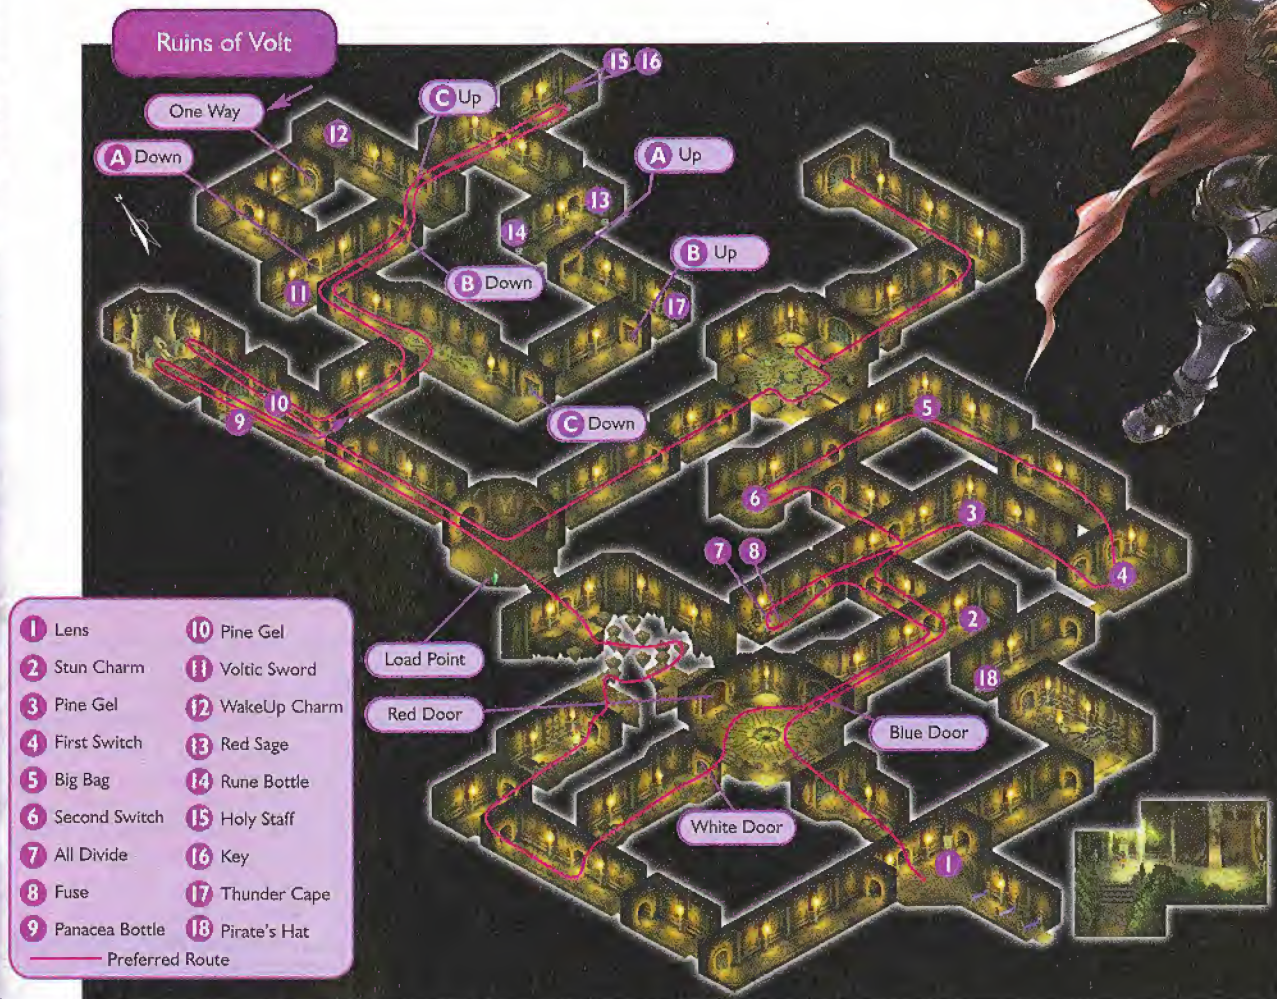 Ruins of Volt
15 16
C Up
One Way
12
A Down
A Up
13
14
B Up
B Down
11
17
10
9
C Down
5
6
3
7 8
4
2
Load Point
18
Red Door
Blue Door
White Door
1
1 Lens
2 Stun Charm
3 Pine Gel
4 First Switch
5 Big Bag
6 Second Switch
7 All Divide
8 Fuse
9 Panacea Bottle
10 Pine Gel
11 Voltic Sword
12 WakeUp Charm
13 Red Sage
14 Rune Bottle
15 Holy Staff
16 Key
17 Thunder Cape
18 Pirate's Hat
Preferred Route